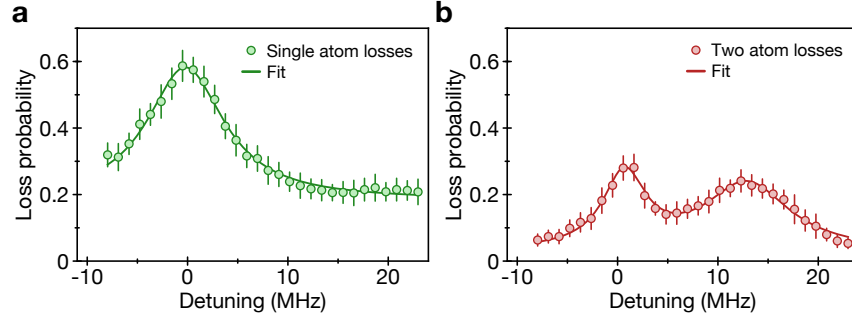 a
Loss probability
0.6
0.4
0.2
0
-10
0
10
20
Detuning (MHz)
Single atom losses
Fit
b
Loss probability
0.6
0.4
0.2
0
-10
0
10
20
Detuning (MHz)
Two atom losses
Fit